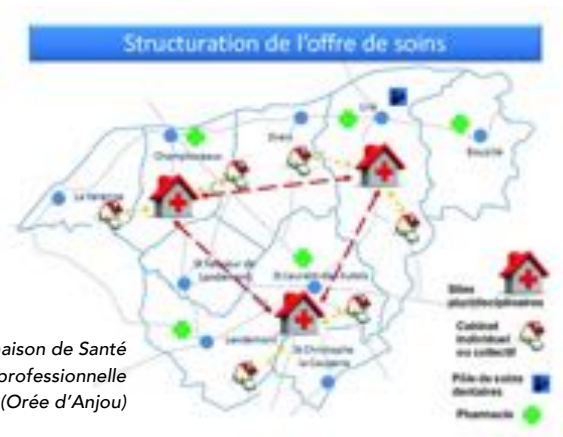 Structuration de l'offre de soins
Liré
Drain
Champtoceaux
Bouzillé
La Varenne
St Sauveur de
Landemont
St Laurent des Autels
Landemont
St Christophe
la Couperie
Sites
pluridisciplinaires
Cabinet
individuel
ou collectif
Pôle de soins
dentaires
Pharmacie
aison de Santé
professionnelle
(Orée d'Anjou)